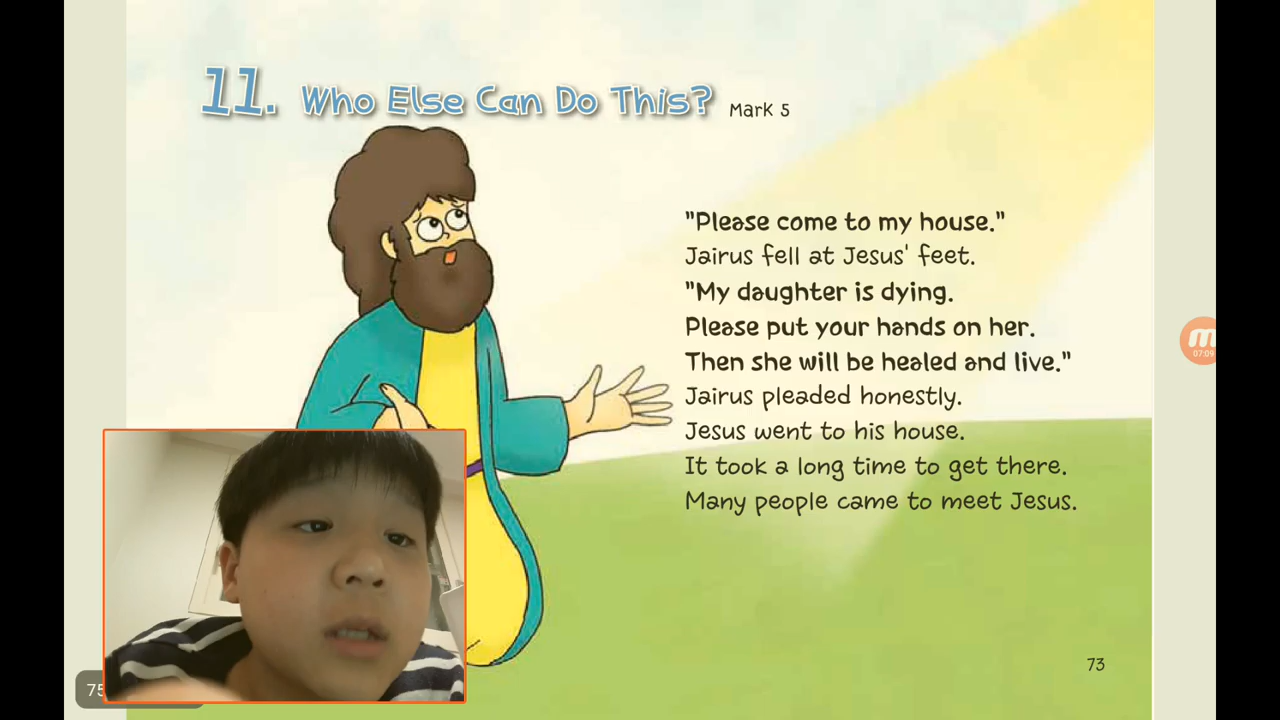 11. Who Else Can Do This? Mark 5
"Please come to my house."
Jairus fell at Jesus' feet.
"My daughter is dying.
Please put your hands on her.
Then she will be healed and live."
Jairus pleaded honestly.
Jesus went to his house.
It took a long time to get there.
Many people came to meet Jesus.
73
07:09